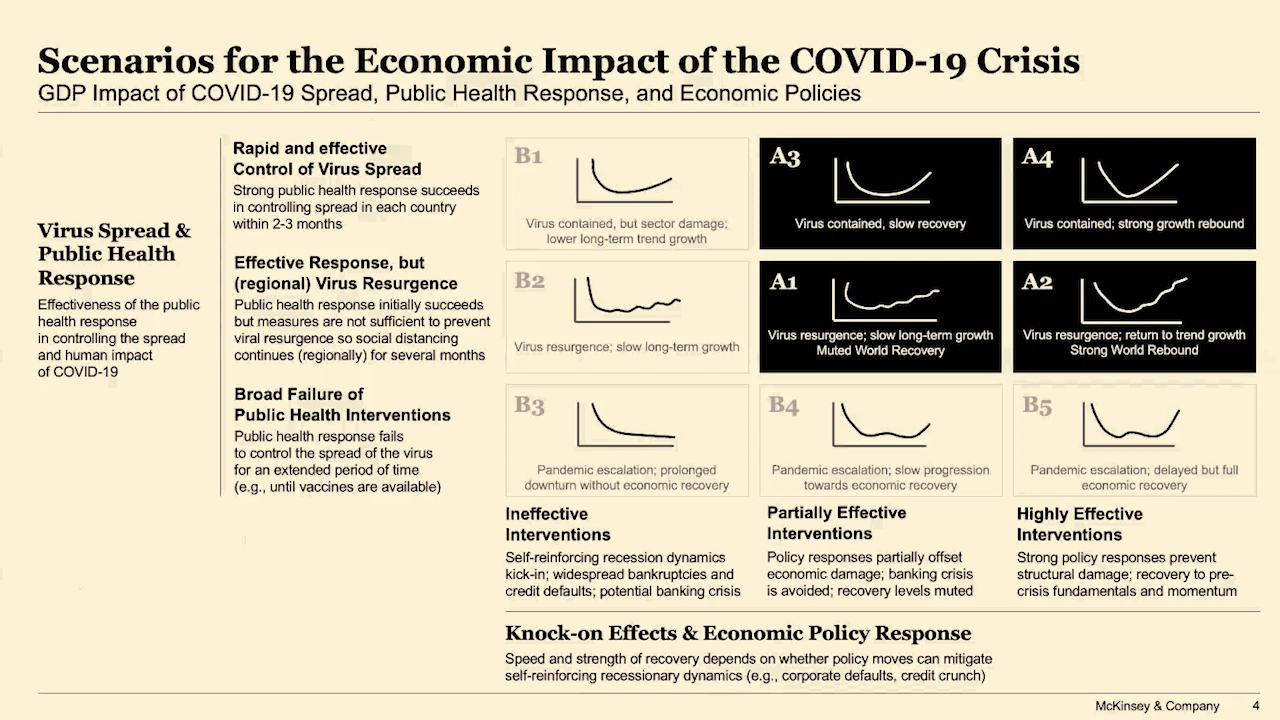 Scenarios for the Economic Impact of the COVID-19 Crisis
GDP Impact of COVID-19 Spread, Public Health Response, and Economic Policies
Virus Spread &
Public Health
Response
Effectiveness of the public
health response
in controlling the spread
and human impact
of COVID-19
Rapid and effective
Control of Virus Spread
Strong public health response succeeds
in controlling spread in each country
within 2-3 months
B1
Virus contained, but sector damage;
lower long-term trend growth
A3
Virus contained, slow recovery
A4
Virus contained; strong growth rebound
Effective Response, but
(regional) Virus Resurgence
Public health response initially succeeds
but measures are not sufficient to prevent
viral resurgence so social distancing
continues (regionally) for several months
B2
Virus resurgence; slow long-term growth
A1
Virus resurgence; slow long-term growth
Muted World Recovery
A2
Virus resurgence; return to trend growth
Strong World Rebound
Broad Failure of
Public Health Interventions
Public health response fails
to control the spread of the virus
for an extended period of time
(e.g., until vaccines are available)
B3
Pandemic escalation; prolonged
downturn without economic recovery
B4
Pandemic escalation; slow progression
towards economic recovery
B5
Pandemic escalation; delayed but full
economic recovery
Ineffective
Interventions
Self-reinforcing recession dynamics
kick-in; widespread bankruptcies and
credit defaults; potential banking crisis
Partially Effective
Interventions
Policy responses partially offset
economic damage; banking crisis
is avoided; recovery levels muted
Highly Effective
Interventions
Strong policy responses prevent
structural damage; recovery to pre-
crisis fundamentals and momentum
Knock-on Effects & Economic Policy Response
Speed and strength of recovery depends on whether policy moves can mitigate
self-reinforcing recessionary dynamics (e.g., corporate defaults, credit crunch)
McKinsey & Company 4